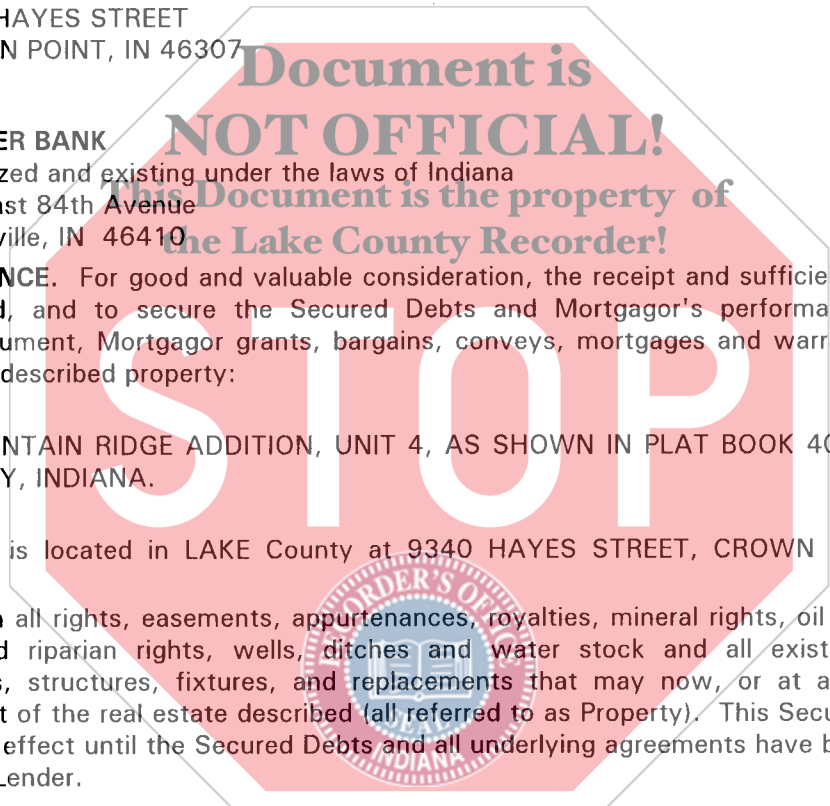 HAYES STREET
N POINT, IN 46307
Document is
ER BANK
NOT OFFICIAL!
zed and existing under the laws of Indiana
This Document is the property of
ast 84th Avenue
ville, IN 46410
the Lake County Recorder!
NCE. For good and valuable consideration, the receipt and sufficie
d, and to secure the Secured Debts and Mortgagor's performa
ument, Mortgagor grants, bargains, conveys, mortgages and warr
described property:
STOP
NTAIN RIDGE ADDITION, UNIT 4, AS SHOWN IN PLAT BOOK 40
Y, INDIANA.
is located in LAKE County at 9340 HAYES STREET, CROWN
RECORDER'S OFFICE
all rights, easements, appurtenances, royalties, mineral rights, oil
d riparian rights, wells, ditches and water stock and all exist
s, structures, fixtures, and replacements that may now, or at a
t of the real estate described (all referred to as Property). This Secu
SEAL
effect until the Secured Debts and all underlying agreements have b
INDIANA
Lender.